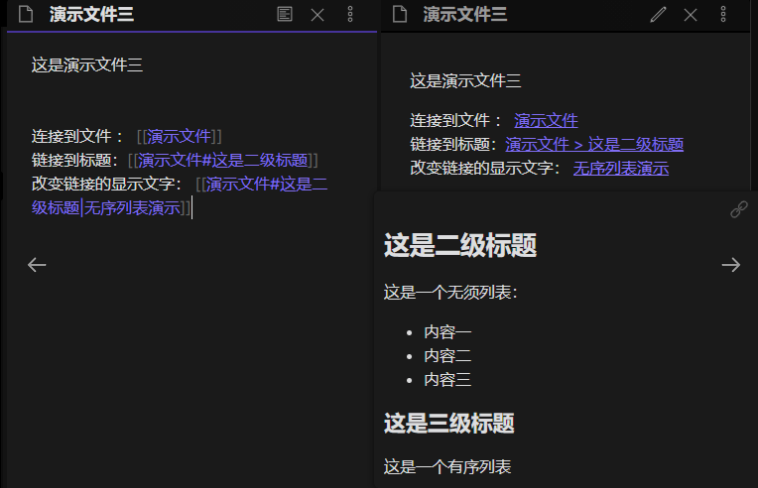 演示文件三
这是演示文件三
连接到文件： [[演示文件]]
链接到标题：[[演示文件#这是二级标题]]
改变链接的显示文字： [[演示文件#这是二
级标题|无序列表演示]]
演示文件三
这是演示文件三
连接到文件： 演示文件
链接到标题：演示文件 > 这是二级标题
改变链接的显示文字： 无序列表演示
这是二级标题
这是一个无须列表：
• 内容一
• 内容二
• 内容三
这是三级标题
这是一个有序列表